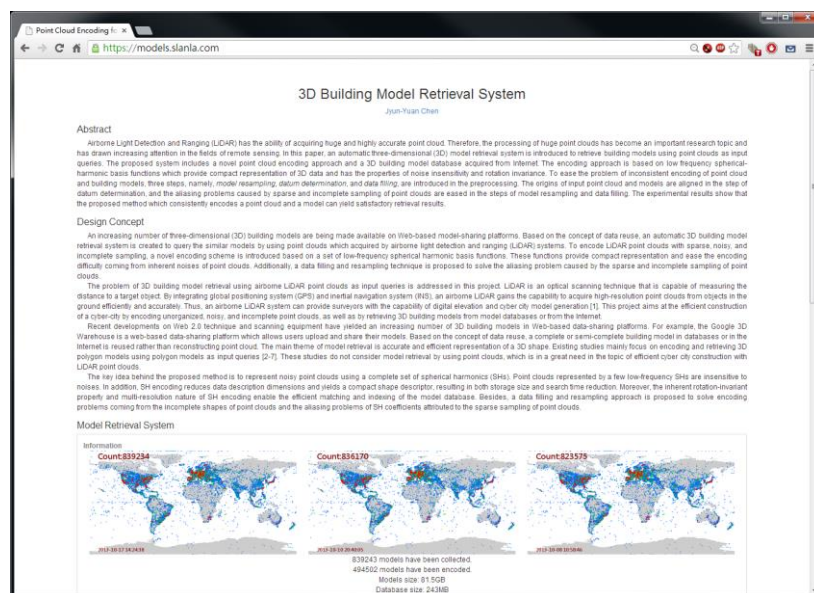 Point Cloud Encoding fo
https://models.slanla.com
3D Building Model Retrieval System
Jyun-Yuan Chen
Abstract
Airborne Light Detection and Ranging (LiDAR) has the ability of acquiring huge and highly accurate point cloud. Therefore, the processing of huge point clouds has become an important research topic and
has drawn increasing attention in the fields of remote sensing. In this paper, an automatic three-dimensional (3D) model retrieval system is introduced to retrieve building models using point clouds as input
queries. The proposed system includes a novel point cloud encoding approach and a 3D building model database acquired from Internet. The encoding approach is based on low frequency spherical-
harmonic basis functions which provide compact representation of 3D data and has the properties of noise insensitivity and rotation invariance. To ease the problem of inconsistent encoding of point cloud
and building models, three steps, namely, model resampling, datum determination, and data filling, are introduced in the preprocessing. The origins of input point cloud and models are aligned in the step of
datum determination, and the aliasing problems caused by sparse and incomplete sampling of point clouds are eased in the steps of model resampling and data filling. The experimental results show that
the proposed method which consistently encodes a point cloud and a model can yield satisfactory retrieval results.
Design Concept
An increasing number of three-dimensional (3D) building models are being made available on Web-based model-sharing platforms. Based on the concept of data reuse, an automatic 3D building model
retrieval system is created to query the similar models by using point clouds which acquired by airborne light detection and ranging (LiDAR) systems. To encode LiDAR point clouds with sparse, noisy, and
incomplete sampling, a novel encoding scheme is introduced based on a set of low-frequency spherical harmonic basis functions. These functions provide compact representation and ease the encoding
difficulty coming from inherent noises of point clouds. Additionally, a data filling and resampling technique is proposed to solve the aliasing problem caused by the sparse and incomplete sampling of point
clouds.
The problem of 3D building model retrieval using airborne LiDAR point clouds as input queries is addressed in this project. LiDAR is an optical scanning technique that is capable of measuring the
distance to a target object. By integrating global positioning system (GPS) and inertial navigation system (INS), an airborne LiDAR gains the capability to acquire high-resolution point clouds from objects in the
ground efficiently and accurately. Thus, an airborne LiDAR system can provide surveyors with the capability of digital elevation and cyber city model generation [1]. This project aims at the efficient construction
of a cyber-city by encoding unorganized, noisy, and incomplete point clouds, as well as by retrieving 3D building models from model databases or from the Internet.
Recent developments on Web 2.0 technique and scanning equipment have yielded an increasing number of 3D building models in Web-based data-sharing platforms. For example, the Google 3D
Warehouse is a web-based data-sharing platform which allows users upload and share their models. Based on the concept of data reuse, a complete or semi-complete building model in databases or in the
Internet is reused rather than reconstructing point cloud. The main theme of model retrieval is accurate and efficient representation of a 3D shape. Existing studies mainly focus on encoding and retrieving 3D
polygon models using polygon models as input queries [2-7]. These studies do not consider model retrieval by using point clouds, which is in a great need in the topic of efficient cyber city construction with
LiDAR point clouds.
The key idea behind the proposed method is to represent noisy point clouds using a complete set of spherical harmonics (SHs). Point clouds represented by a few low-frequency SHs are insensitive to
noises. In addition, SH encoding reduces data description dimensions and yields a compact shape descriptor, resulting in both storage size and search time reduction. Moreover, the inherent rotation-invariant
property and multi-resolution nature of SH encoding enable the efficient matching and indexing of the model database. Besides, a data filling and resampling approach is proposed to solve encoding
problems coming from the incomplete shapes of point clouds and the aliasing problems of SH coefficients attributed to the sparse sampling of point clouds.
Model Retrieval System
Information
Count:839234 Count:836170 Count:823575
839243 models have been collected.
494502 models have been encoded.
Models size: 81.5GB
Database size: 243MB